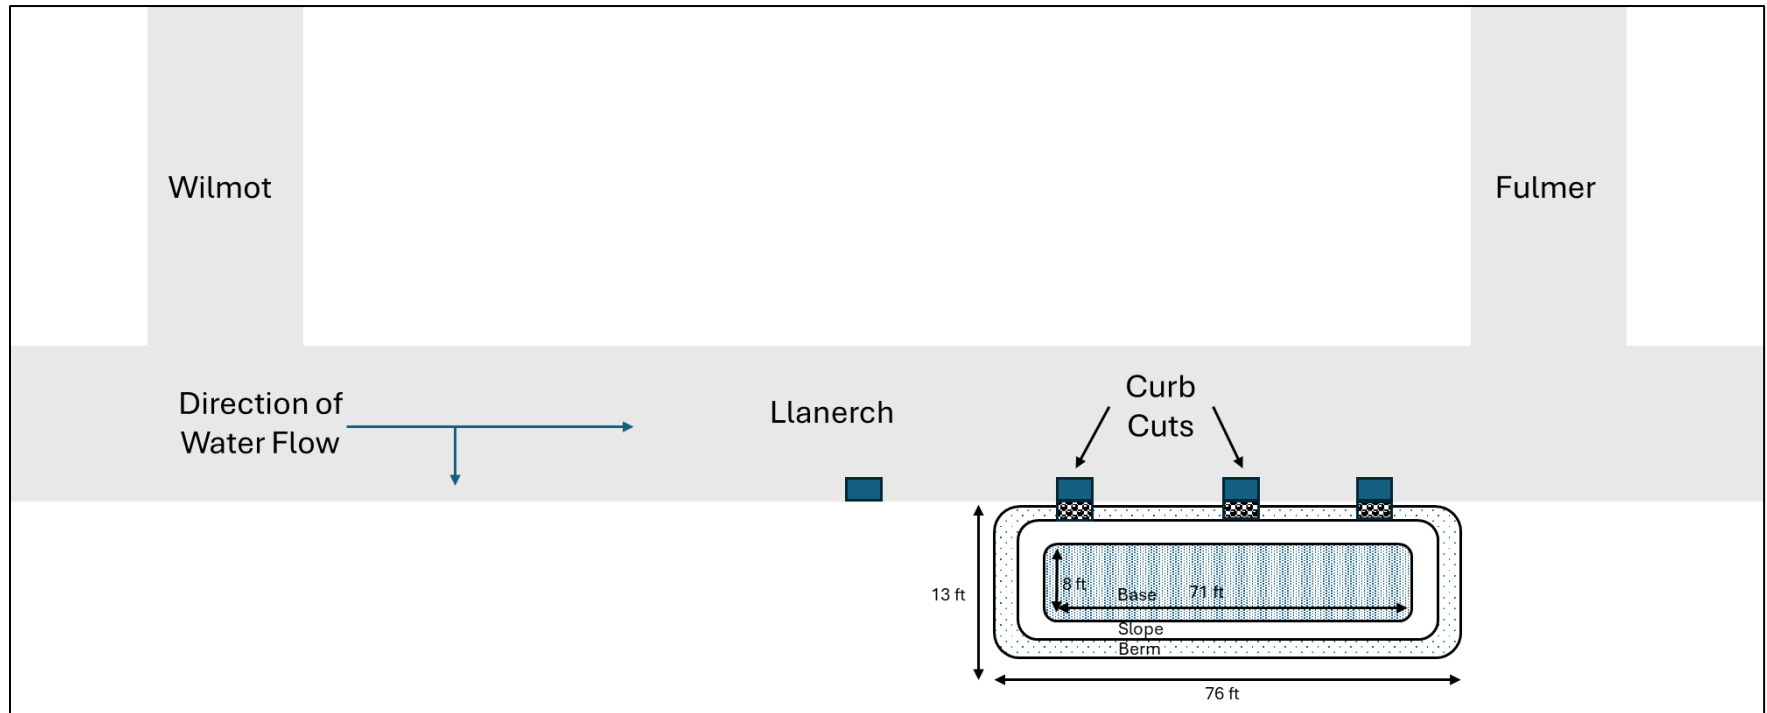 Wilmot
Fulmer
Direction of
Water Flow
Llanerch
Curb
Cuts
13 ft
8 ft
Base
71 ft
Slope
Berm
76 ft